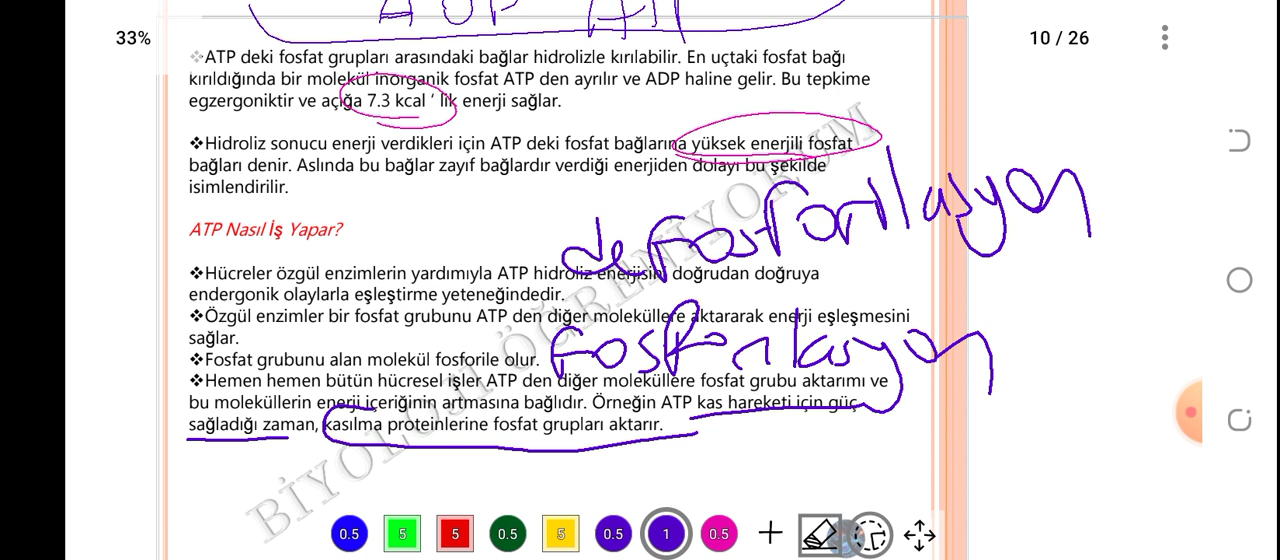 ADP ATP
33%
10 / 26
❖ATP deki fosfat grupları arasındaki bağlar hidrolizle kırılabilir. En uçtaki fosfat bağı
kırıldığında bir molekül inorganik fosfat ATP den ayrılır ve ADP haline gelir. Bu tepkime
egzergoniktir ve açığa 7.3 kcal ' lik enerji sağlar.
❖Hidroliz sonucu enerji verdikleri için ATP deki fosfat bağlarına yüksek enerjili fosfat
bağları denir. Aslında bu bağlar zayıf bağlardır verdiği enerjiden dolayı bu şekilde
isimlendirilir.
defosforilasyon
ATP Nasıl İş Yapar?
❖Hücreler özgül enzimlerin yardımıyla ATP hidroliz enerjisini doğrudan doğruya
endergonik olaylarla eşleştirme yeteneğindedir.
❖Özgül enzimler bir fosfat grubunu ATP den diğer moleküllere aktararak enerji eşleşmesini
sağlar.
❖Fosfat grubunu alan molekül fosforile olur.
Fosforilasyon
❖Hemen hemen bütün hücresel işler ATP den diğer moleküllere fosfat grubu aktarımı ve
bu moleküllerin enerji içeriğinin artmasına bağlıdır. Örneğin ATP kas hareketi için güç
sağladığı zaman, kasılma proteinlerine fosfat grupları aktarır.
BİYOLOJİ ÖĞRENİYORUM
0.5 5 5 0.5 5 0.5 1 0.5